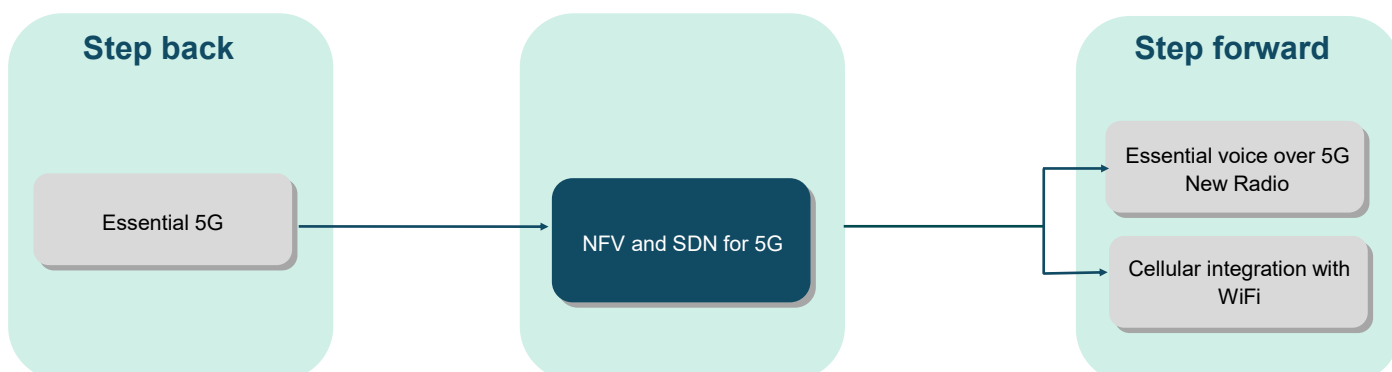 Step back
Step forward
Essential 5G
NFV and SDN for 5G
Essential voice over 5G
New Radio
Cellular integration with
WiFi